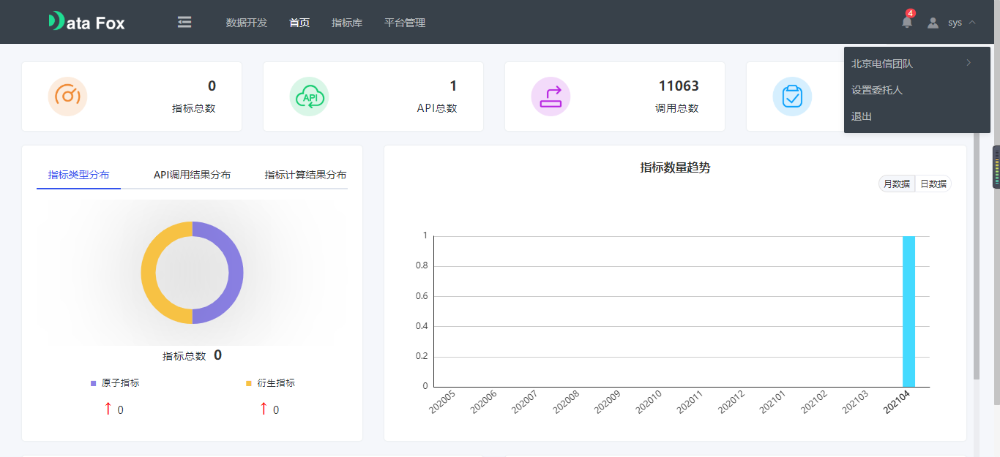 Data Fox
数据开发 首页 指标库 平台管理
4
sys
北京电信团队
设置委托人
退出
0
指标总数
1
API总数
API
11063
调用总数
指标类型分布 API调用结果分布 指标计算结果分布
指标总数 0
原子指标 衍生指标
0 0
指标数量趋势
月数据 日数据
1
0.8
0.6
0.4
0.2
0
202005 202006 202007 202008 202009 202010 202011 202012 202101 202102 202103 202104